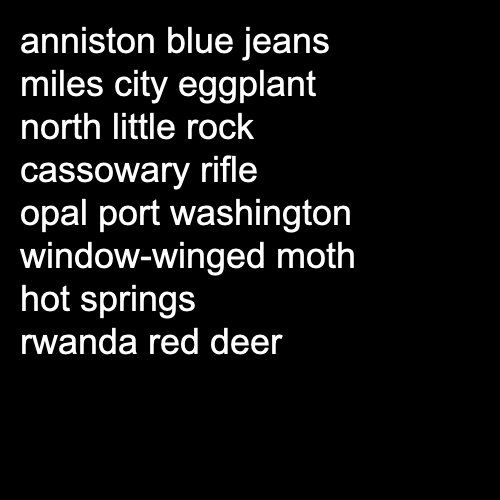 anniston blue jeans
miles city eggplant
north little rock
cassowary rifle
opal port washington
window-winged moth
hot springs
rwanda red deer